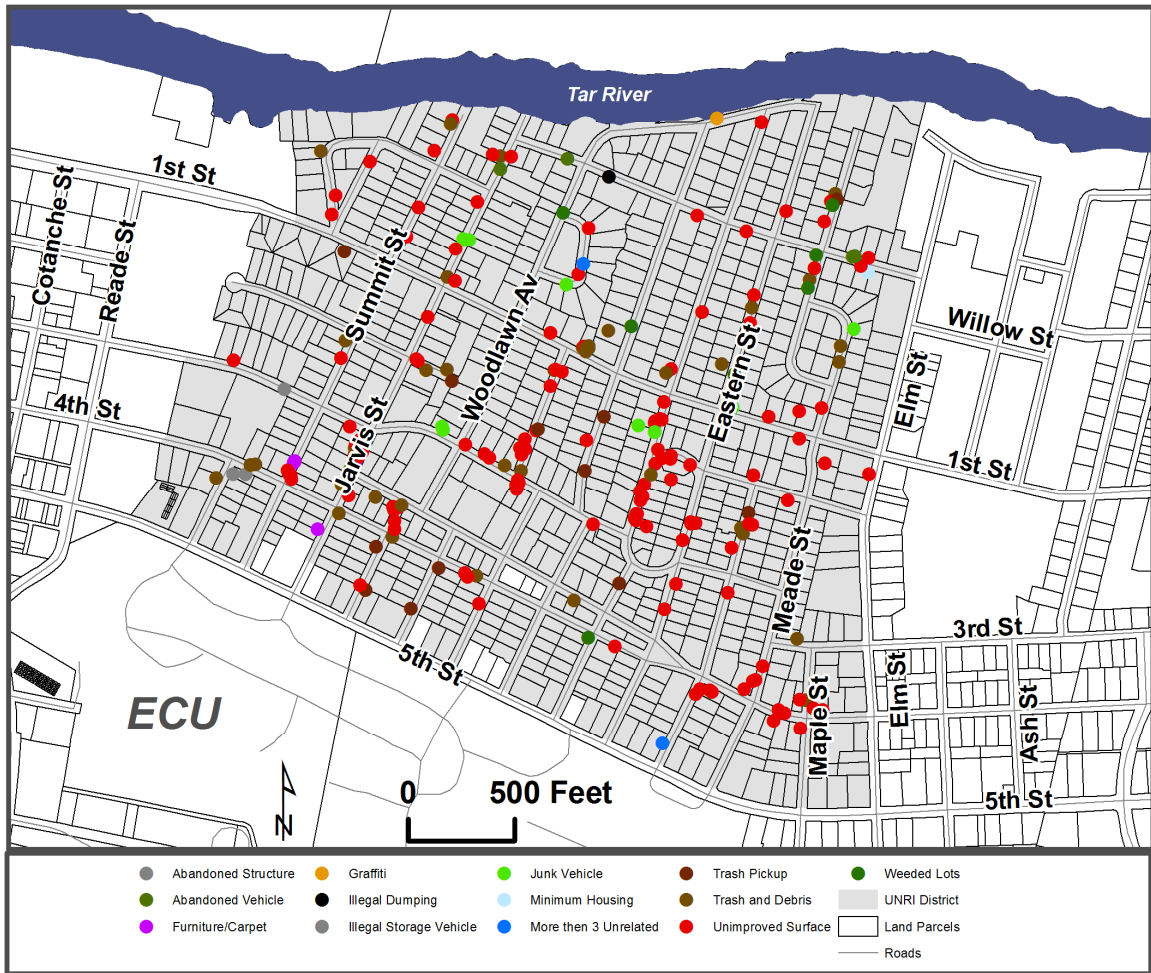 Tar River
1st St
Cotanche St
Reade St
Summit St
Woodlawn Av
Willow St
Eastern St
Elm St
4th St
Jarvis St
1st St
Meade St
3rd St
5th St
ECU
Maple St
Elm St
Ash St
0 500 Feet
5th St
N
Abandoned Structure
Graffiti
Junk Vehicle
Trash Pickup
Weeded Lots
Abandoned Vehicle
Illegal Dumping
Minimum Housing
Trash and Debris
UNRI District
Furniture/Carpet
Illegal Storage Vehicle
More then 3 Unrelated
Unimproved Surface
Land Parcels
Roads